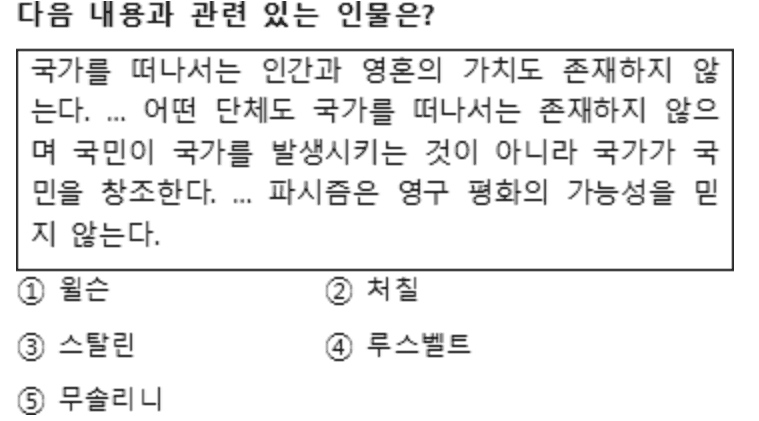 다음 내용과 관련 있는 인물은?
국가를 떠나서는 인간과 영혼의 가치도 존재하지 않
는다. ... 어떤 단체도 국가를 떠나서는 존재하지 않으
며 국민이 국가를 발생시키는 것이 아니라 국가가 국
민을 창조한다. ... 파시즘은 영구 평화의 가능성을 믿
지 않는다.
① 윌슨 ② 처칠
③ 스탈린 ④ 루스벨트
⑤ 무솔리니